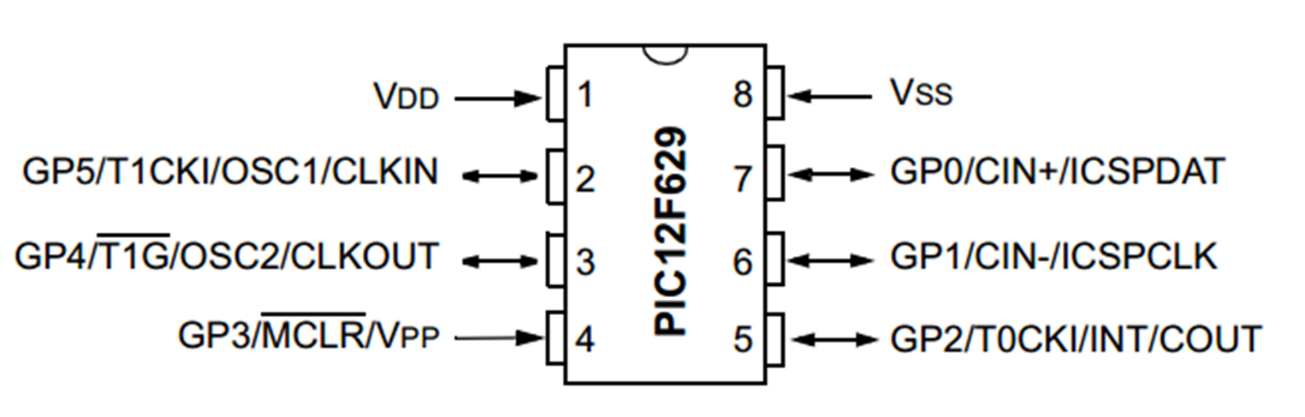 VDD 1 8 VSS
GP5/T1CKI/OSC1/CLKIN 2 7 GP0/CIN+/ICSPDAT
GP4/T1G/OSC2/CLKOUT 3 6 GP1/CIN-/ICSPCLK
GP3/MCLR/VPP 4 5 GP2/T0CKI/INT/COUT
PIC12F629